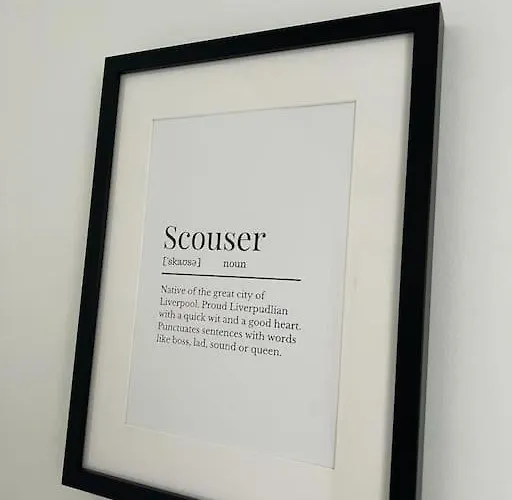 Scouser
['skaʊsə] noun
Native of the great city of
Liverpool. Proud Liverpudlian
with a quick wit and a good heart.
Punctuates sentences with words
like boss, lad, sound or queen.